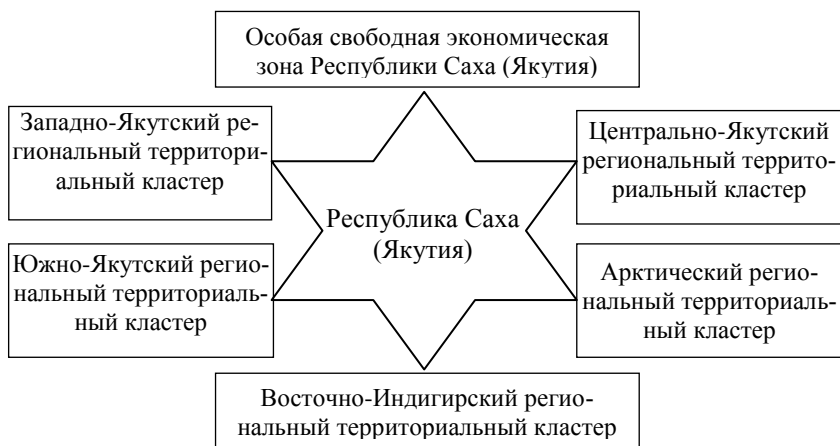 Особая свободная экономическая
зона Республики Саха (Якутия)
Западно-Якутский ре-
гиональный территори-
альный кластер
Центрально-Якутский
региональный террито-
риальный кластер
Республика Саха
(Якутия)
Южно-Якутский регио-
нальный территориаль-
ный кластер
Арктический регио-
нальный территориаль-
ный кластер
Восточно-Индигирский регио-
нальный территориальный кластер